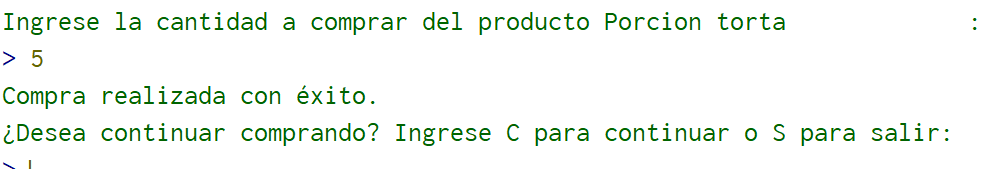 Ingrese la cantidad a comprar del producto Porcion torta             :
> 5
Compra realizada con éxito.
¿Desea continuar comprando? Ingrese C para continuar o S para salir:
>